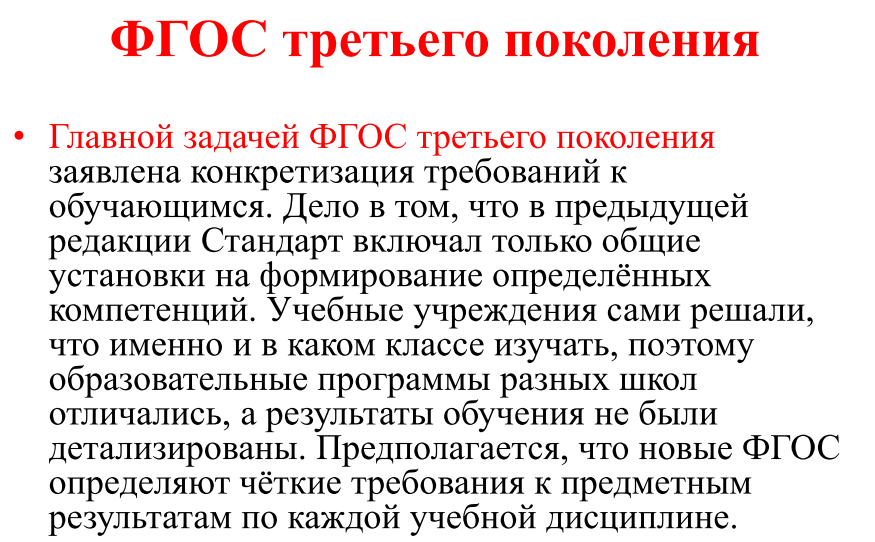 ФГОС третьего поколения
• Главной задачей ФГОС третьего поколения
заявлена конкретизация требований к
обучающимся. Дело в том, что в предыдущей
редакции Стандарт включал только общие
установки на формирование определённых
компетенций. Учебные учреждения сами решали,
что именно и в каком классе изучать, поэтому
образовательные программы разных школ
отличались, а результаты обучения не были
детализированы. Предполагается, что новые ФГОС
определяют чёткие требования к предметным
результатам по каждой учебной дисциплине.